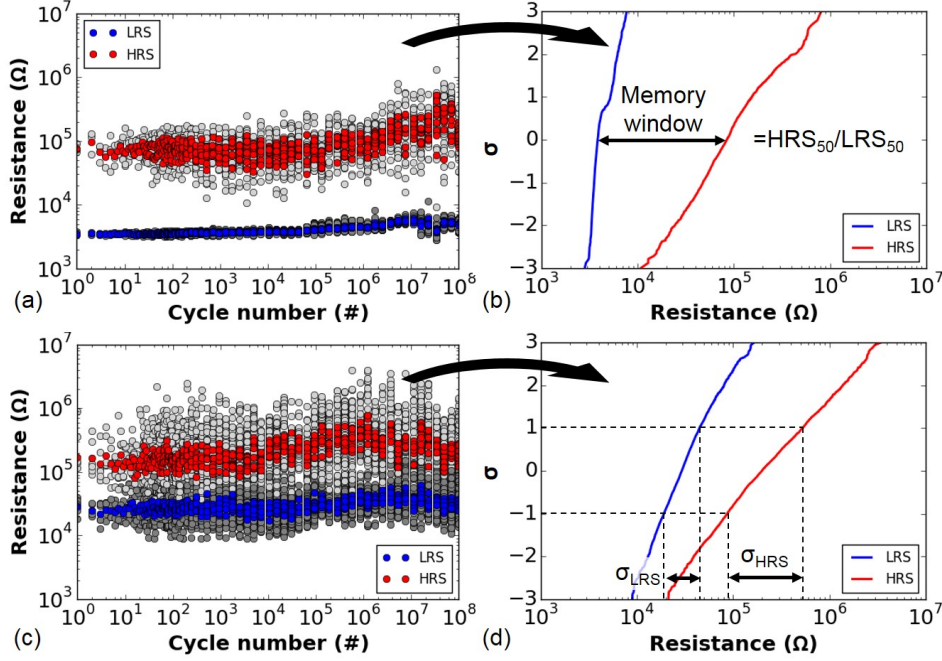 10⁷
10⁶
10⁵
10⁴
10³
Resistance (Ω)
LRS
HRS
10⁰ 10¹ 10² 10³ 10⁴ 10⁵ 10⁶ 10⁷ 10⁸
Cycle number (#)
(a)
3
2
1
0
−1
−2
−3
σ
Memory
window
=HRS₅₀/LRS₅₀
LRS
HRS
10³ 10⁴ 10⁵ 10⁶ 10⁷
Resistance (Ω)
(b)
10⁷
10⁶
10⁵
10⁴
10³
Resistance (Ω)
LRS
HRS
10⁰ 10¹ 10² 10³ 10⁴ 10⁵ 10⁶ 10⁷ 10⁸
Cycle number (#)
(c)
3
2
1
0
−1
−2
−3
σ
σLRS
σHRS
LRS
HRS
10³ 10⁴ 10⁵ 10⁶ 10⁷
Resistance (Ω)
(d)